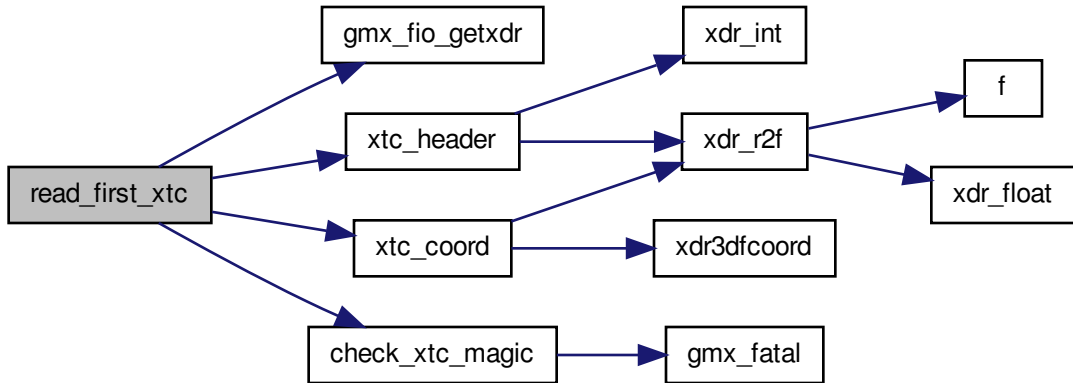 gmx_fio_getxdr
xdr_int
f
xtc_header
xdr_r2f
read_first_xtc
xdr_float
xtc_coord
xdr3dfcoord
check_xtc_magic
gmx_fatal